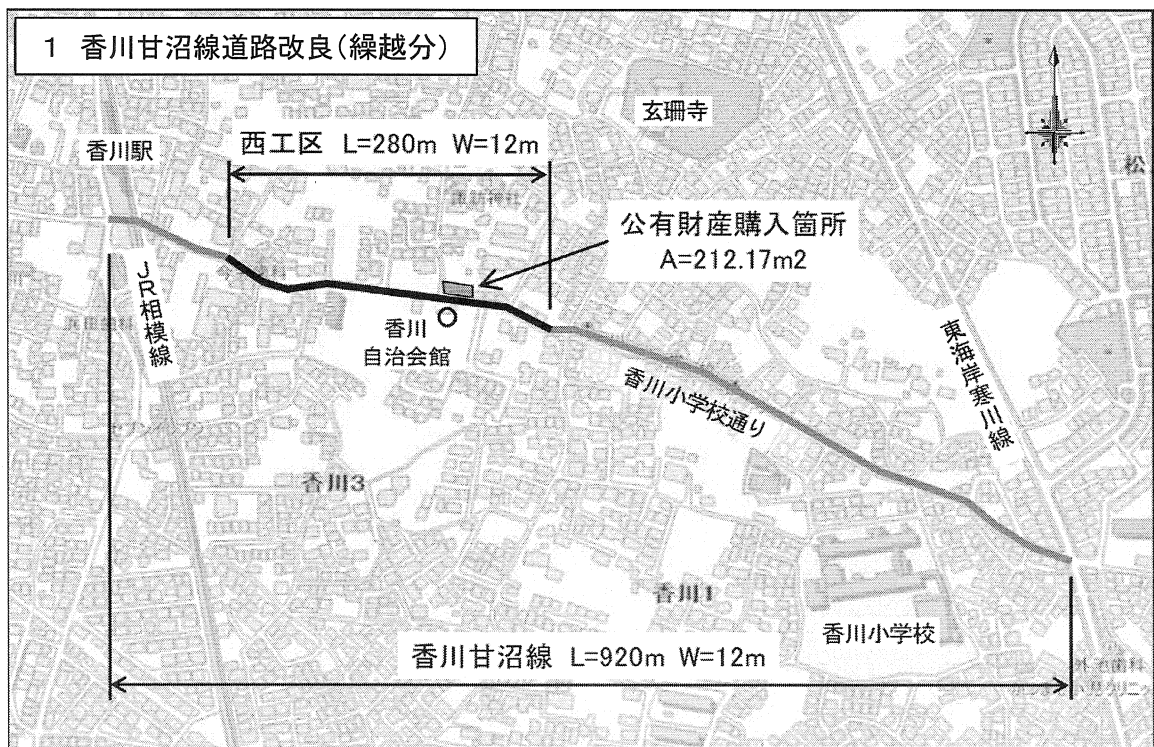 1 香川甘沼線道路改良(繰越分)
玄珊寺
香川駅
西工区 L=280m W=12m
松
公有財産購入箇所
A=212.17m2
JR相模線
香川
自治会館
香川小学校通り
東海岸寒川線
香川3
香川1
香川小学校
香川甘沼線 L=920m W=12m